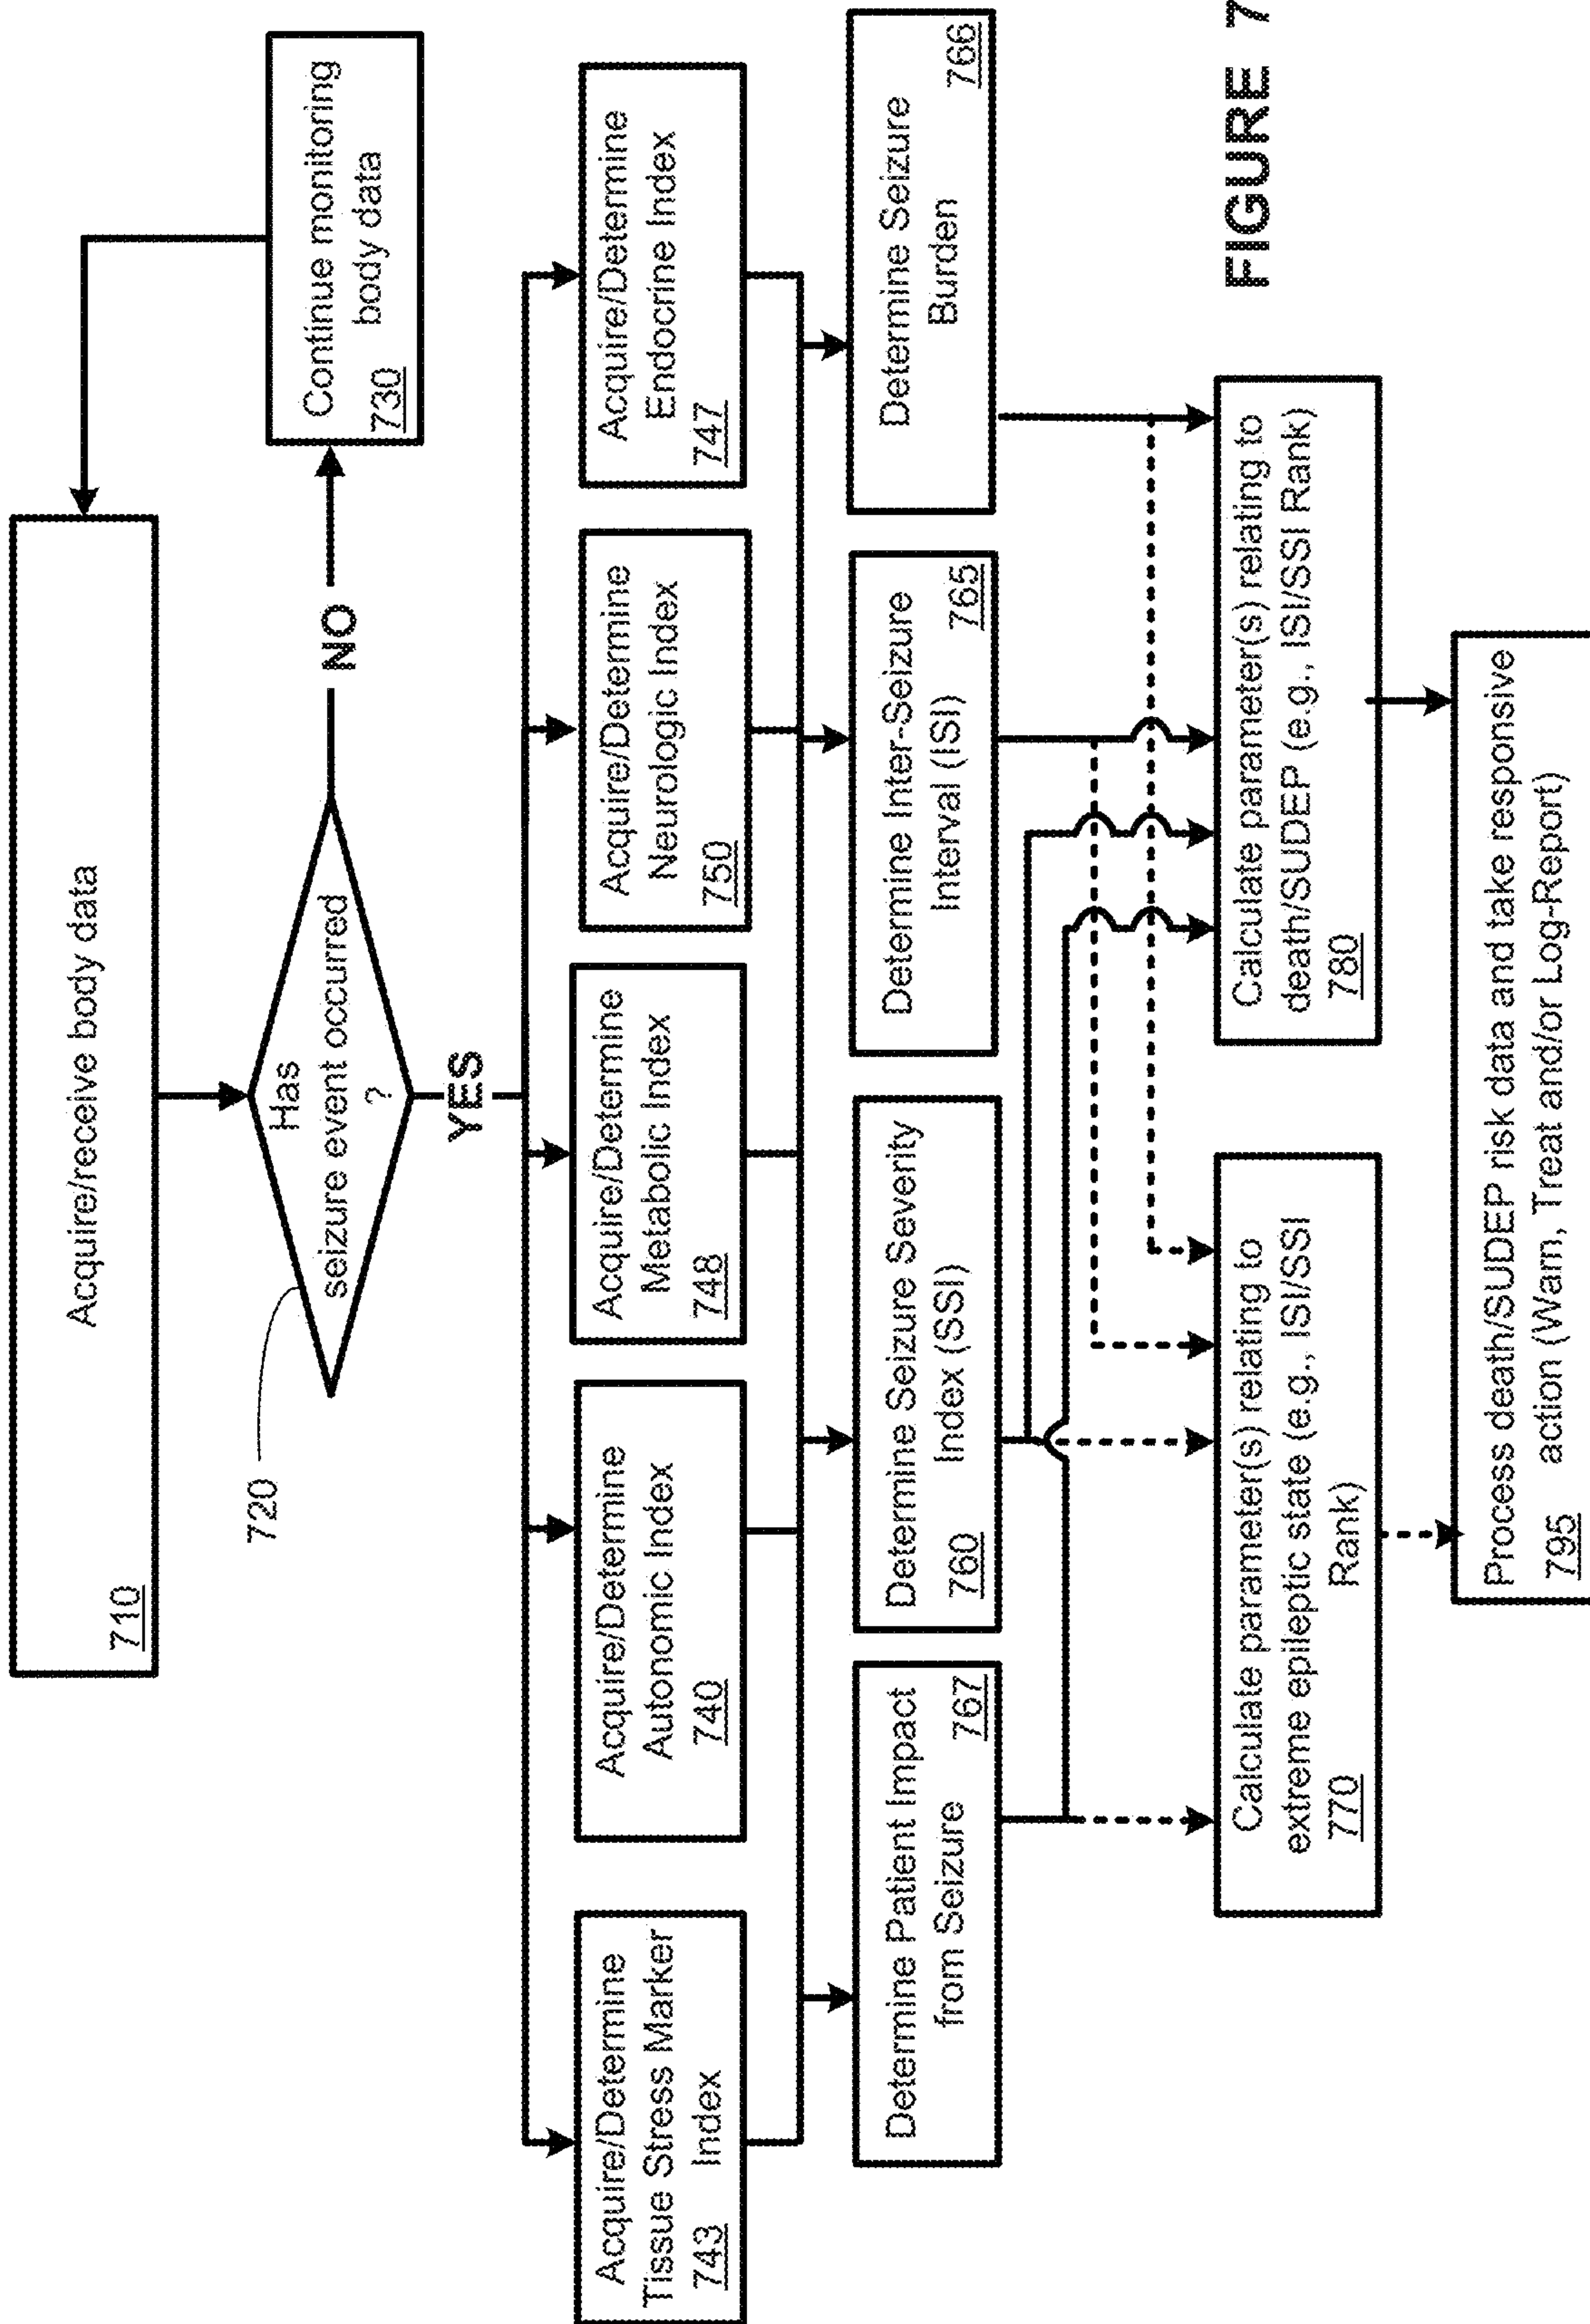 Acquire/receive body data
710
Has
seizure event occurred
?
720
NO
Continue monitoring
body data
730
YES
Acquire/Determine
Tissue Stress Marker
Index
743
Acquire/Determine
Autonomic Index
740
Acquire/Determine
Metabolic Index
748
Acquire/Determine
Neurologic Index
750
Acquire/Determine
Endocrine Index
747
Determine Patient Impact
from Seizure
767
Determine Seizure Severity
Index (SSI)
760
Determine Inter-Seizure
Interval (ISI)
765
Determine Seizure
Burden
766
Calculate parameter(s) relating to
extreme epileptic state (e.g., ISI/SSI
Rank)
770
Calculate parameter(s) relating to
death/SUDEP (e.g., ISI/SSI Rank)
780
Process death/SUDEP risk data and take responsive
action (Warn, Treat and/or Log-Report)
795
FIGURE 7